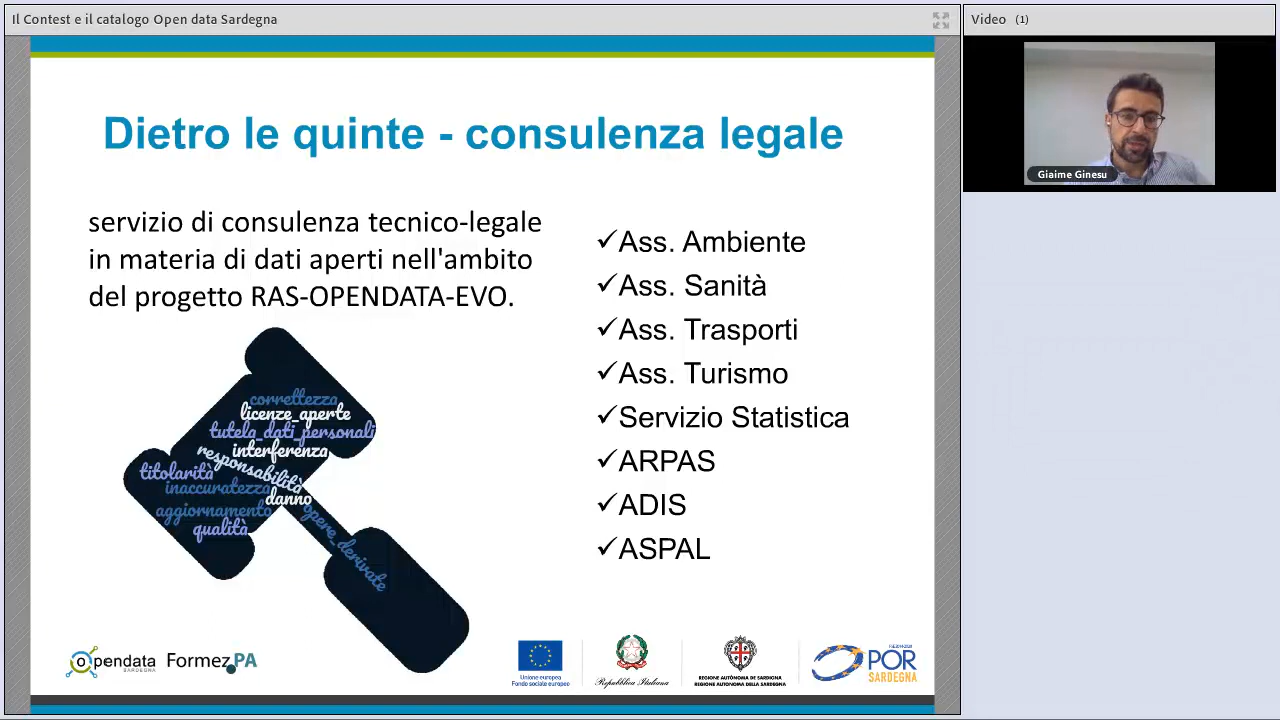 Il Contest e il catalogo Open data Sardegna
Video (1)
Giaime Ginesu
Dietro le quinte - consulenza legale
servizio di consulenza tecnico-legale
in materia di dati aperti nell'ambito
del progetto RAS-OPENDATA-EVO.
✓Ass. Ambiente
✓Ass. Sanità
✓Ass. Trasporti
✓Ass. Turismo
✓Servizio Statistica
✓ARPAS
✓ADIS
✓ASPAL
correttezza
licenze_aperte
tutela_dati_personali
interferenza
responsabilità
titolarità
inaccuratezza
danno
aggiornamento
qualità
opere_derivate
opendata
SARDEGNA
Formez PA
Unione europea
Fondo sociale europeo
Repubblica Italiana
REGIONE AUTÒNOMA DE SARDIGNA
REGIONE AUTONOMA DELLA SARDEGNA
POR
SARDEGNA